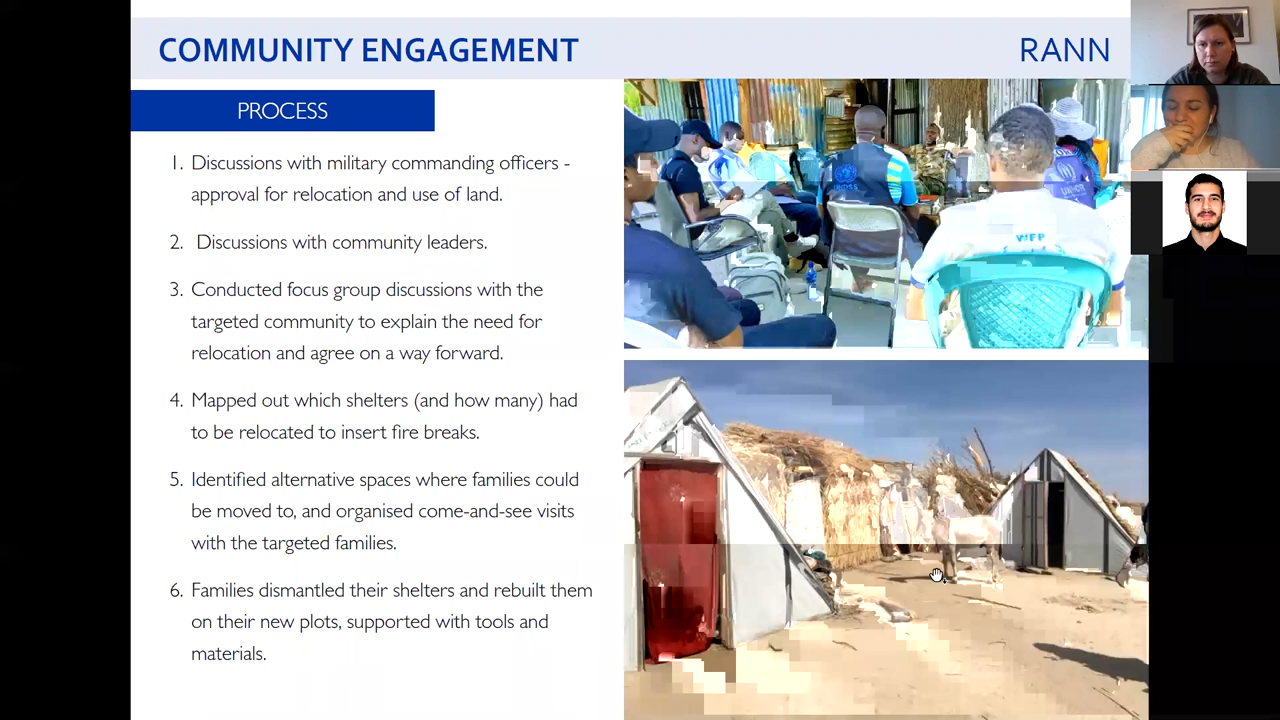 COMMUNITY ENGAGEMENT
RANN
PROCESS
1. Discussions with military commanding officers -
approval for relocation and use of land.
2. Discussions with community leaders.
3. Conducted focus group discussions with the
targeted community to explain the need for
relocation and agree on a way forward.
4. Mapped out which shelters (and how many) had
to be relocated to insert fire breaks.
5. Identified alternative spaces where families could
be moved to, and organised come-and-see visits
with the targeted families.
6. Families dismantled their shelters and rebuilt them
on their new plots, supported with tools and
materials.
UNDSS
WFP